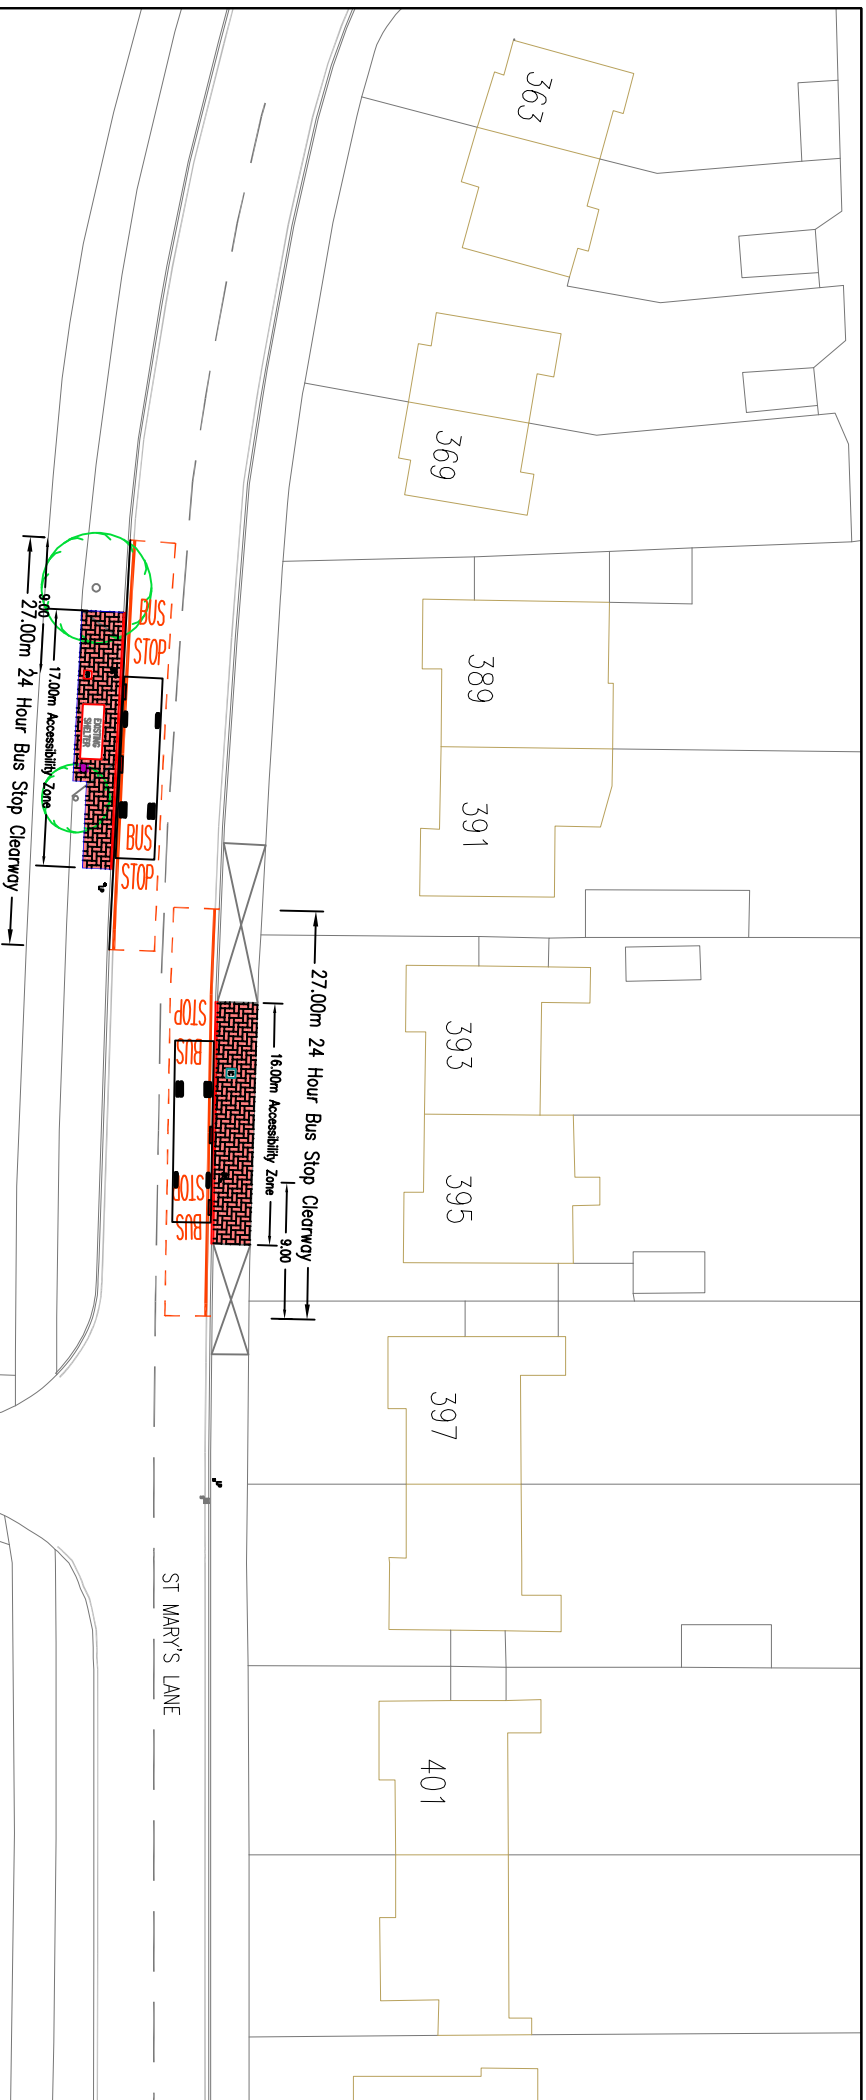 363
369
389
391
393
395
397
401
BUS
STOP
BUS
STOP
EXISTING
SHELTER
9.00
17.00m Accessibility Zone
27.00m 24 Hour Bus Stop Clearway
STOP
BUS
STOP
BUS
16.00m Accessibility Zone
9.00
27.00m 24 Hour Bus Stop Clearway
LP
LP
ST MARY'S LANE